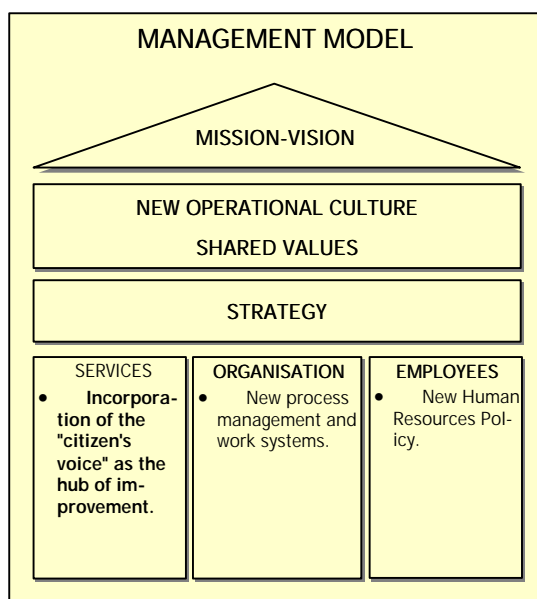 MANAGEMENT MODEL
MISSION-VISION
NEW OPERATIONAL CULTURE
SHARED VALUES
STRATEGY
SERVICES
• Incorpora-
tion of the
"citizen's
voice" as the
hub of im-
provement.
ORGANISATION
• New process
management and
work systems.
EMPLOYEES
• New Human
Resources Pol-
icy.